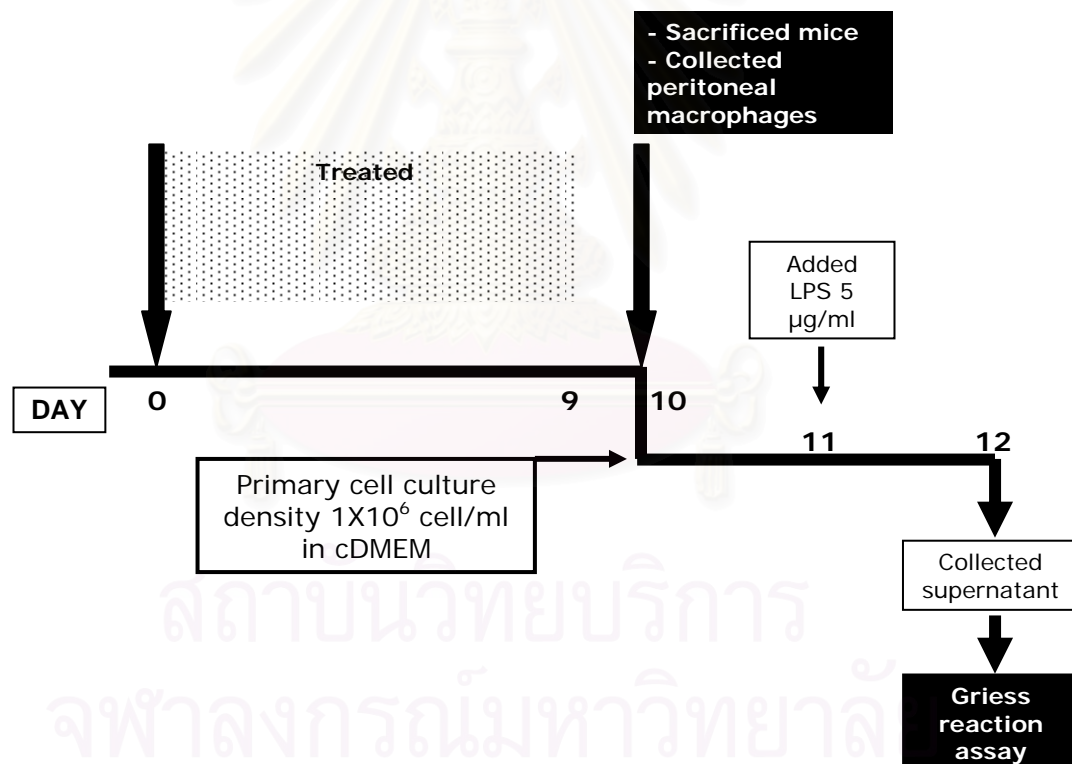 - Sacrificed mice
- Collected
peritoneal
macrophages
Treated
Added
LPS 5
µg/ml
DAY
0
9
10
11
12
Primary cell culture
density 1X10⁶ cell/ml
in cDMEM
Collected
supernatant
Griess
reaction
assay
สถาบันวิทยบริการ
จุฬาลงกรณ์มหาวิทยาลัย